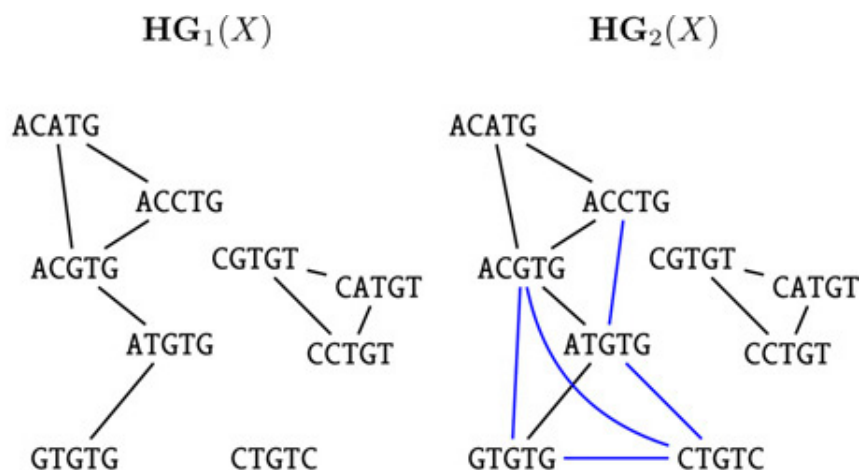 HG₁(X)
HG₂(X)
ACATG
ACCTG
ACGTG
CGTGT
CATGT
ATGTG
CCTGT
GTGTG
CTGTC
ACATG
ACCTG
ACGTG
CGTGT
CATGT
ATGTG
CCTGT
GTGTG
CTGTC